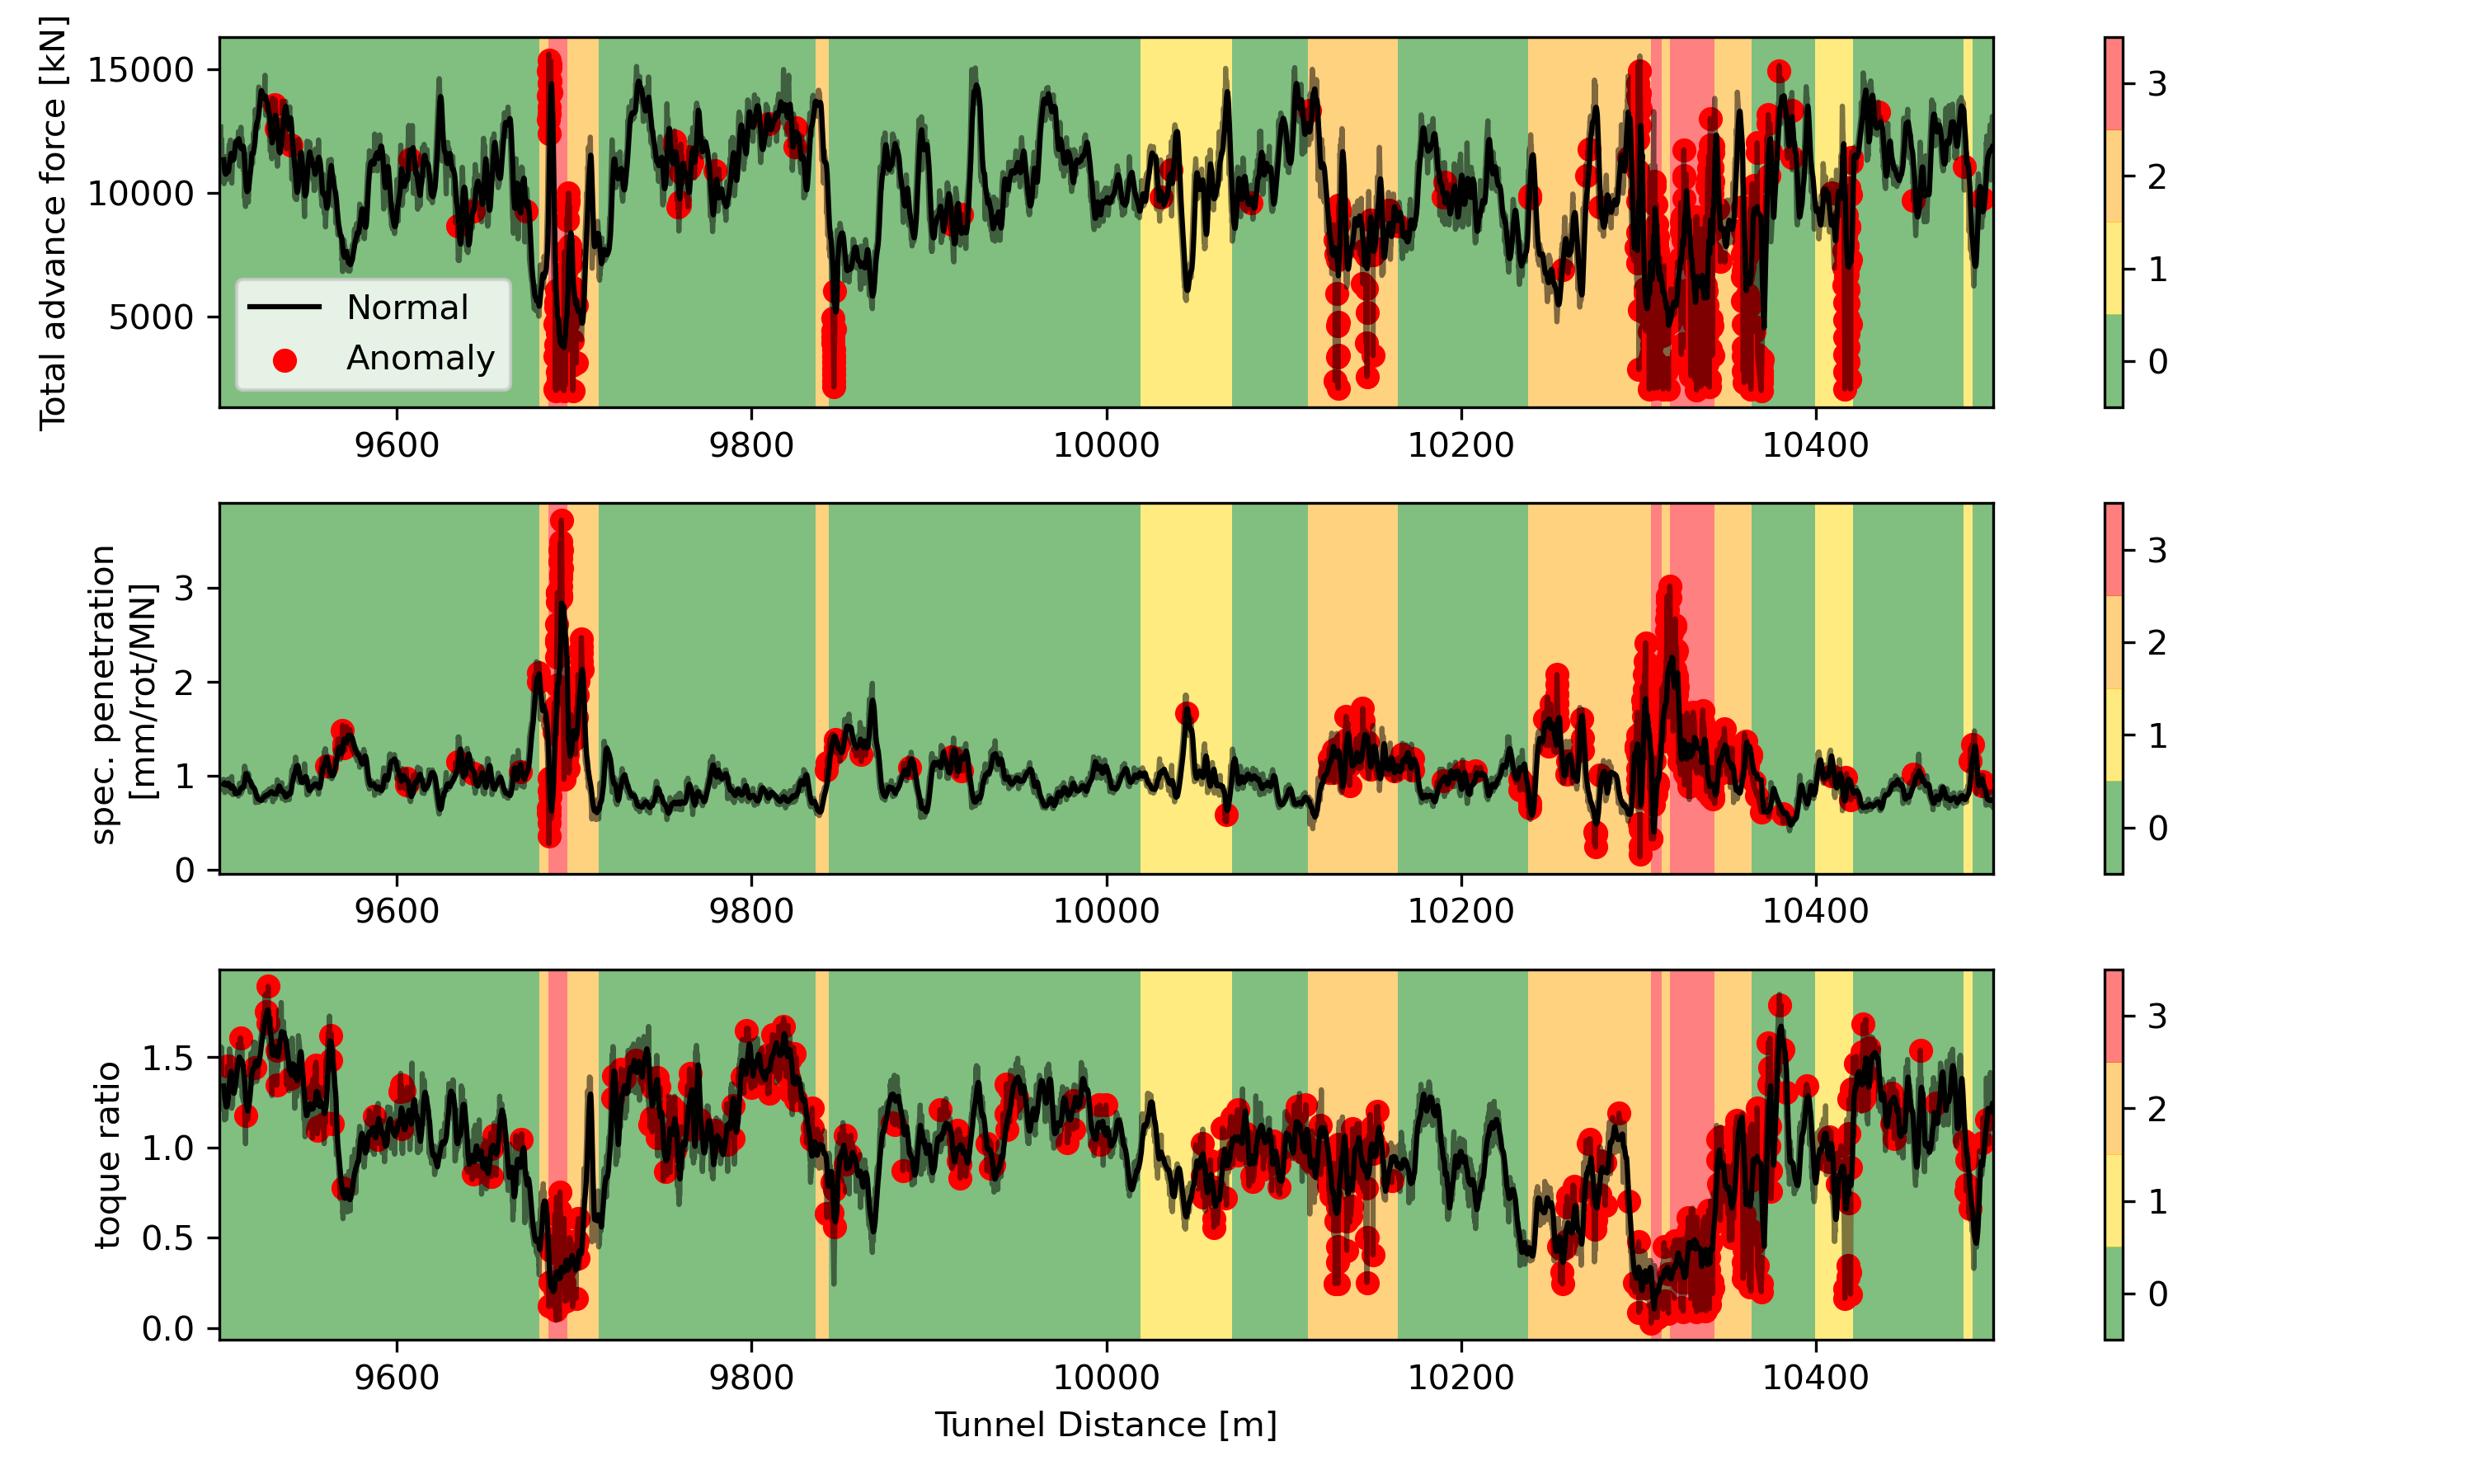 Total advance force [kN]
15000
10000
5000
Normal
Anomaly
9600 9800 10000 10200 10400
3
2
1
0
spec. penetration
[mm/rot/MN]
3
2
1
0
9600 9800 10000 10200 10400
3
2
1
0
toque ratio
1.5
1.0
0.5
0.0
9600 9800 10000 10200 10400
Tunnel Distance [m]
3
2
1
0